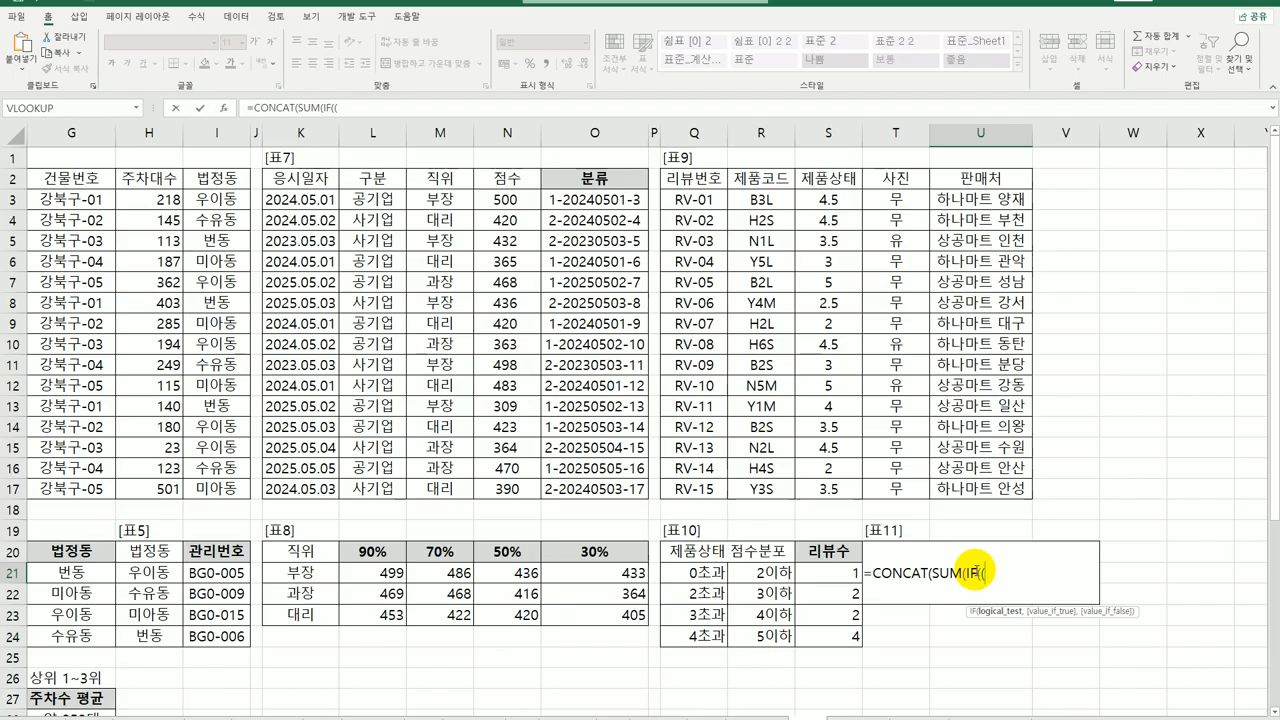 파일 홈 삽입 페이지 레이아웃 수식 데이터 검토 보기 개발 도구 도움말 공유
붙여넣기 잘라내기 복사 서식 복사 클립보드
11 가 가 가 가 가 글꼴
자동 줄 바꿈 병합하고 가운데 맞춤 맞춤
일반 % 표시 형식
조건부 서식 표 서식
쉼표 [0] 2 쉼표 [0] 2 2 표준 2 표준 2 2 표준_Sheet1
표준_계산... 나쁨 보통 좋음
스타일
삽입 삭제 서식 셀
자동 합계 채우기 지우기 정렬 및 필터 찾기 및 선택 편집
VLOOKUP =CONCAT(SUM(IF((
G H I J K L M N O P Q R S T U V W X
1 [표7] [표9]
2 건물번호 주차대수 법정동 응시일자 구분 직위 점수 분류 리뷰번호 제품코드 제품상태 사진 판매처
3 강북구-01 218 우이동 2024.05.01 공기업 부장 500 1-20240501-3 RV-01 B3L 4.5 무 하나마트 양재
4 강북구-02 145 수유동 2024.05.02 사기업 대리 420 2-20240502-4 RV-02 H2S 4.5 무 하나마트 부천
5 강북구-03 113 번동 2023.05.03 사기업 부장 432 2-20230503-5 RV-03 N1L 3.5 유 상공마트 인천
6 강북구-04 187 미아동 2024.05.01 공기업 대리 365 1-20240501-6 RV-04 Y5L 3 무 하나마트 관악
7 강북구-05 362 우이동 2024.05.02 공기업 과장 468 1-20240502-7 RV-05 B2L 5 무 상공마트 성남
8 강북구-01 403 번동 2023.05.03 사기업 부장 436 2-20230503-8 RV-06 Y4M 2.5 무 상공마트 강서
9 강북구-02 285 미아동 2024.05.01 공기업 대리 420 1-20240501-9 RV-07 H2L 2 무 하나마트 대구
10 강북구-03 194 우이동 2024.05.02 공기업 과장 363 1-20240502-10 RV-08 H6S 4.5 유 하나마트 동탄
11 강북구-04 249 수유동 2023.05.03 사기업 부장 498 2-20230503-11 RV-09 B2S 3 무 하나마트 분당
12 강북구-05 115 미아동 2024.05.01 사기업 대리 483 2-20240501-12 RV-10 N5M 5 유 상공마트 강동
13 강북구-01 140 번동 2025.05.02 공기업 부장 309 1-20250502-13 RV-11 Y1M 4 무 상공마트 일산
14 강북구-02 180 우이동 2025.05.03 공기업 대리 423 1-20250503-14 RV-12 B2S 3.5 무 하나마트 의왕
15 강북구-03 23 우이동 2025.05.04 사기업 과장 364 2-20250504-15 RV-13 N2L 4.5 무 상공마트 수원
16 강북구-04 123 수유동 2025.05.05 공기업 과장 470 1-20250505-16 RV-14 H4S 2 무 상공마트 안산
17 강북구-05 501 미아동 2024.05.03 사기업 대리 390 2-20240503-17 RV-15 Y3S 3.5 무 하나마트 안성
18
19 [표5] [표8] [표10] [표11]
20 법정동 법정동 관리번호 직위 90% 70% 50% 30% 제품상태 점수분포 리뷰수
21 번동 우이동 BG0-005 부장 499 486 436 433 0초과 2이하 1 =CONCAT(SUM(IF((
22 미아동 수유동 BG0-009 과장 469 468 416 364 2초과 3이하 2
IF(logical_test, [value_if_true], [value_if_false])
23 우이동 미아동 BG0-015 대리 453 422 420 405 3초과 4이하 2
24 수유동 번동 BG0-006 4초과 5이하 4
25
26 상위 1~3위
27 주차수 평균